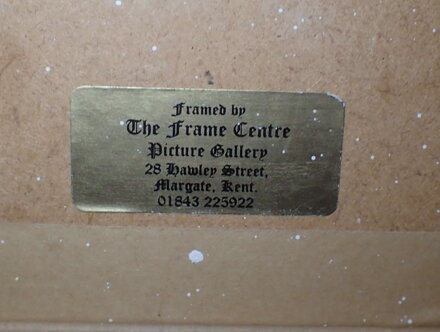 Framed by
The Frame Centre
Picture Gallery
28 Hawley Street,
Margate, Kent.
01843 225922